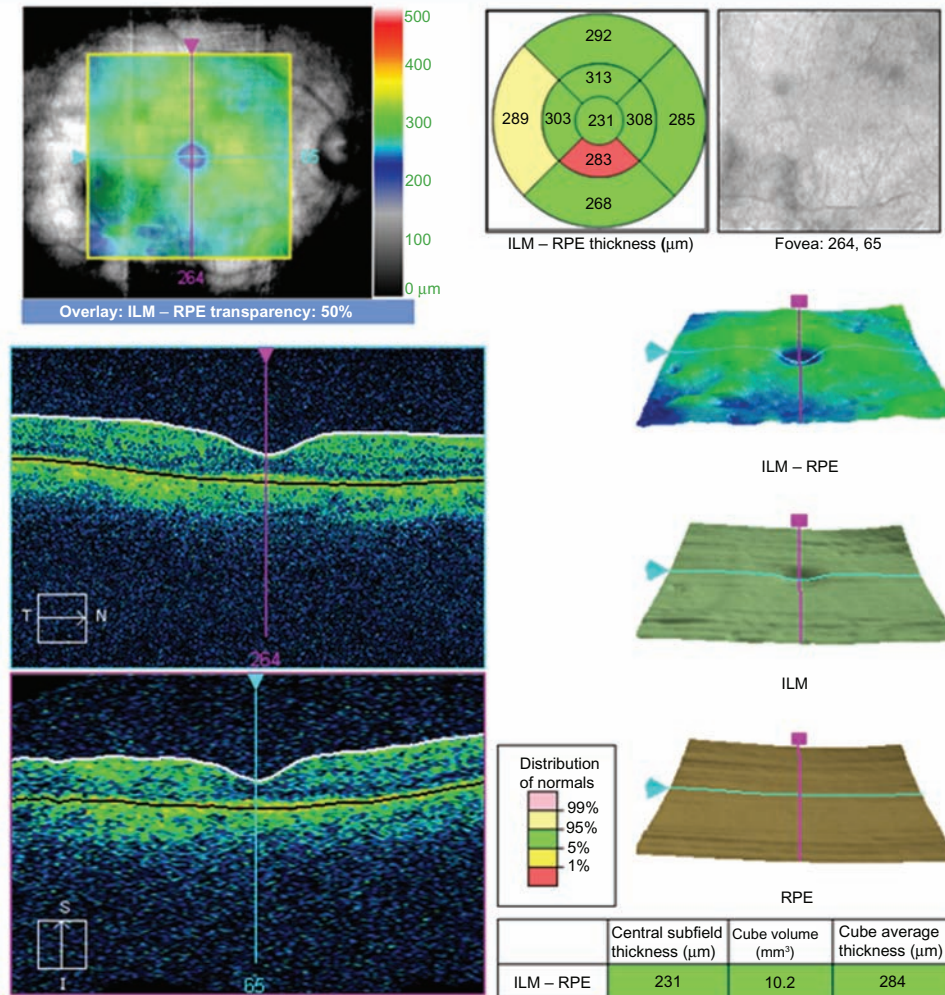 500
400
300
200
100
0 μm
65
264
Overlay: ILM – RPE transparency: 50%
292
313
289
303
231
308
285
283
268
ILM – RPE thickness (μm)
Fovea: 264, 65
T
N
264
ILM – RPE
ILM
S
I
65
Distribution
of normals
99%
95%
5%
1%
RPE
Central subfield
thickness (μm)
Cube volume
(mm³)
Cube average
thickness (μm)
ILM – RPE
231
10.2
284